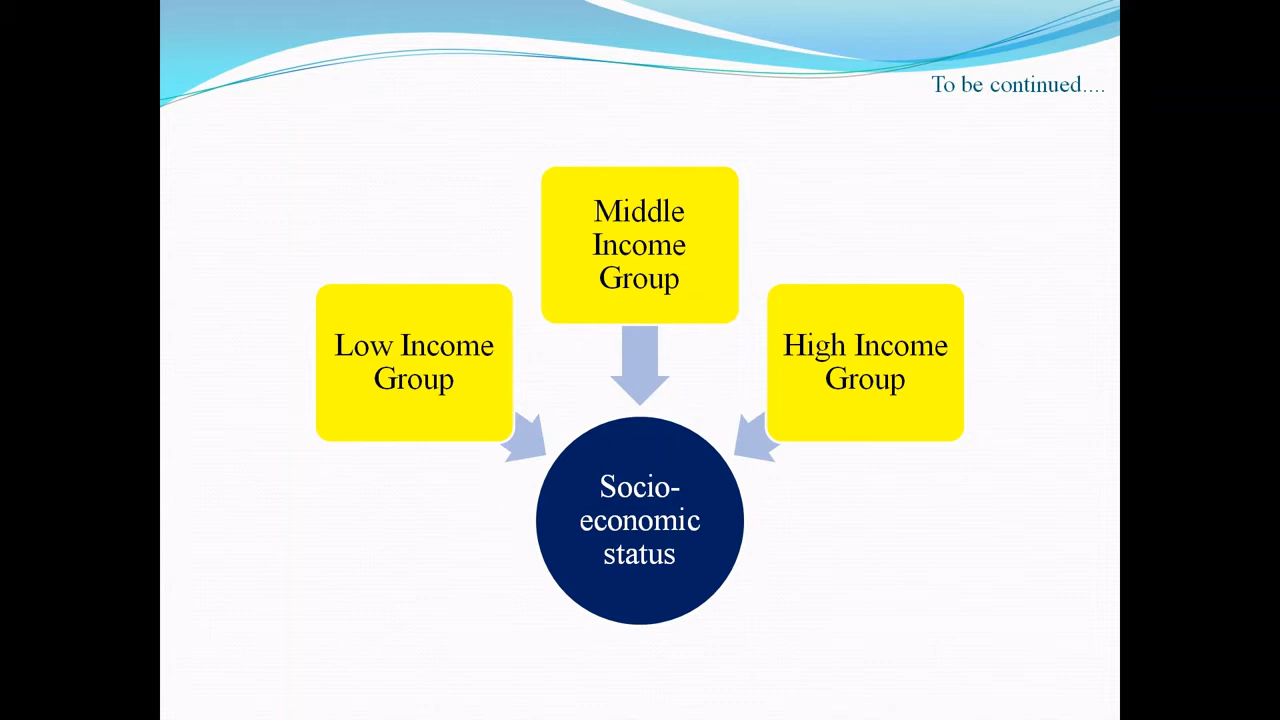 To be continued....
Middle
Income
Group
Low Income
Group
High Income
Group
Socio-
economic
status